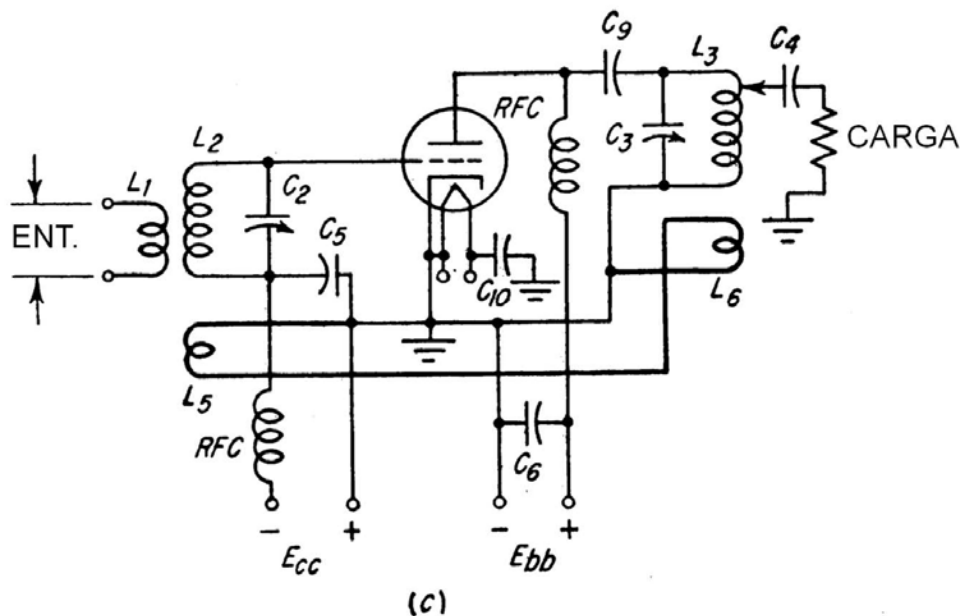 C9
L3
C4
RFC
L2
C3
CARGA
L1
C2
ENT.
C5
C10
L6
L5
RFC
C6
- +
- +
Ecc
Ebb
(c)